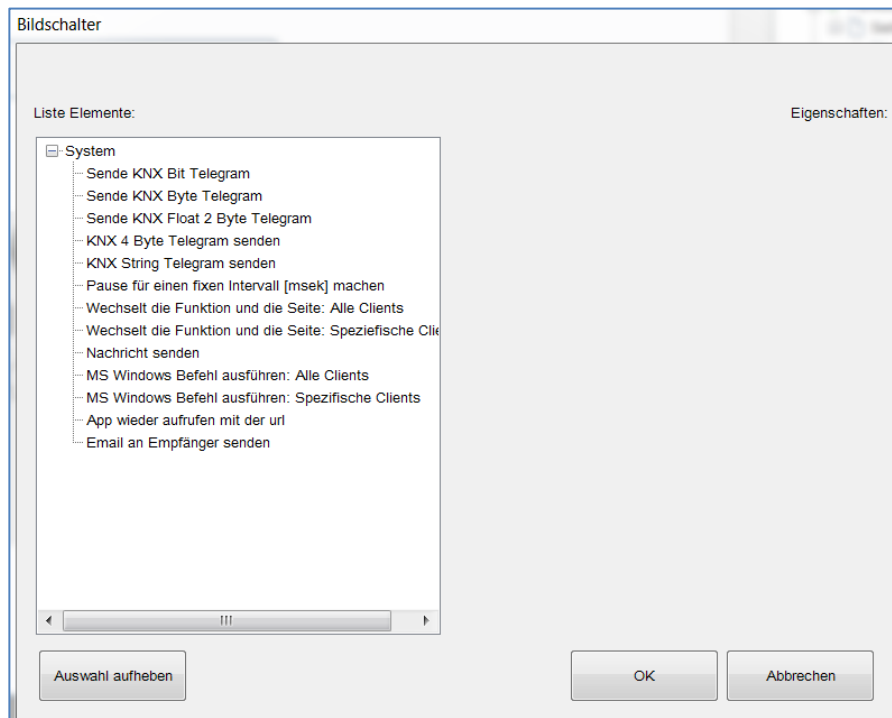 Bildschalter
Liste Elemente:
Eigenschaften:
System
Sende KNX Bit Telegram
Sende KNX Byte Telegram
Sende KNX Float 2 Byte Telegram
KNX 4 Byte Telegram senden
KNX String Telegram senden
Pause für einen fixen Intervall [msek] machen
Wechselt die Funktion und die Seite: Alle Clients
Wechselt die Funktion und die Seite: Speziefische Clie
Nachricht senden
MS Windows Befehl ausführen: Alle Clients
MS Windows Befehl ausführen: Spezifische Clients
App wieder aufrufen mit der url
Email an Empfänger senden
Auswahl aufheben
OK
Abbrechen